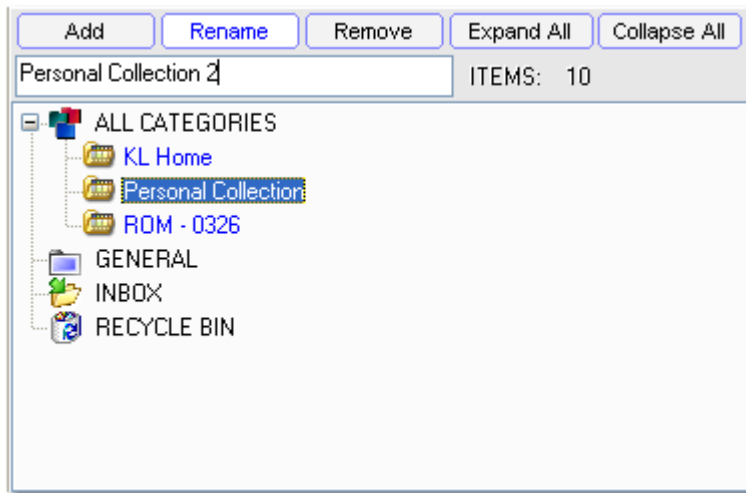 Add Rename Remove Expand All Collapse All
Personal Collection 2 ITEMS: 10
ALL CATEGORIES
KL Home
Personal Collection
ROM - 0326
GENERAL
INBOX
RECYCLE BIN